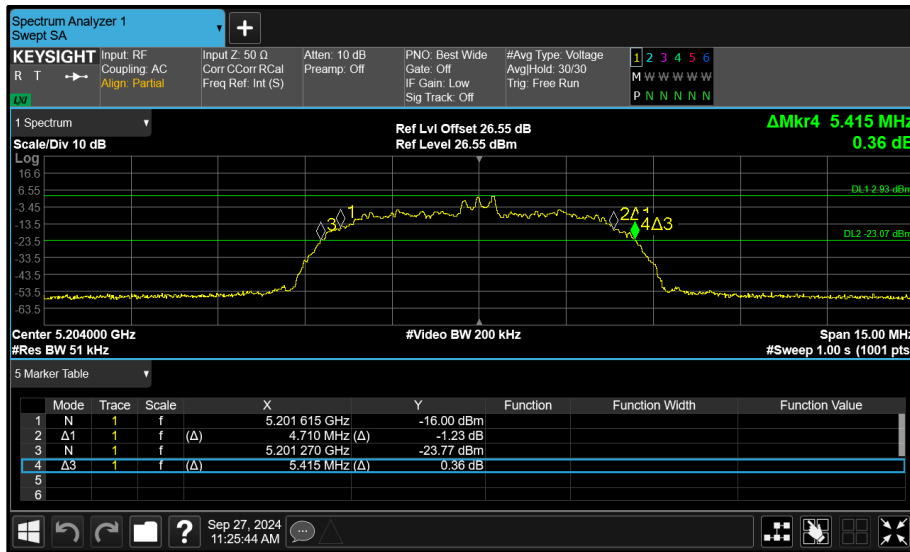 Spectrum Analyzer 1
Swept SA
+
KEYSIGHT Input: RF Input Z: 50 Ω Atten: 10 dB PNO: Best Wide #Avg Type: Voltage 1 2 3 4 5 6
R T Coupling: AC Corr CCorr RCal Preamp: Off Gate: Off Avg|Hold: 30/30 M W W W W W
Align: Partial Freq Ref: Int (S) IF Gain: Low Trig: Free Run P N N N N N
LXI Sig Track: Off
1 Spectrum Ref Lvl Offset 26.55 dB ΔMkr4 5.415 MHz
Scale/Div 10 dB Ref Level 26.55 dBm 0.36 dB
Log
16.6
6.55 DL1 2.93 dBm
-3.45
1 2Δ1
-13.5
3 4Δ3
-23.5 DL2 -23.07 dBm
-33.5
-43.5
-53.5
-63.5
Center 5.204000 GHz #Video BW 200 kHz Span 15.00 MHz
#Res BW 51 kHz #Sweep 1.00 s (1001 pts
5 Marker Table
Mode Trace Scale X Y Function Function Width Function Value
1 N 1 f 5.201 615 GHz -16.00 dBm
2 Δ1 1 f (Δ) 4.710 MHz (Δ) -1.23 dB
3 N 1 f 5.201 270 GHz -23.77 dBm
4 Δ3 1 f (Δ) 5.415 MHz (Δ) 0.36 dB
5
6
? Sep 27, 2024
11:25:44 AM